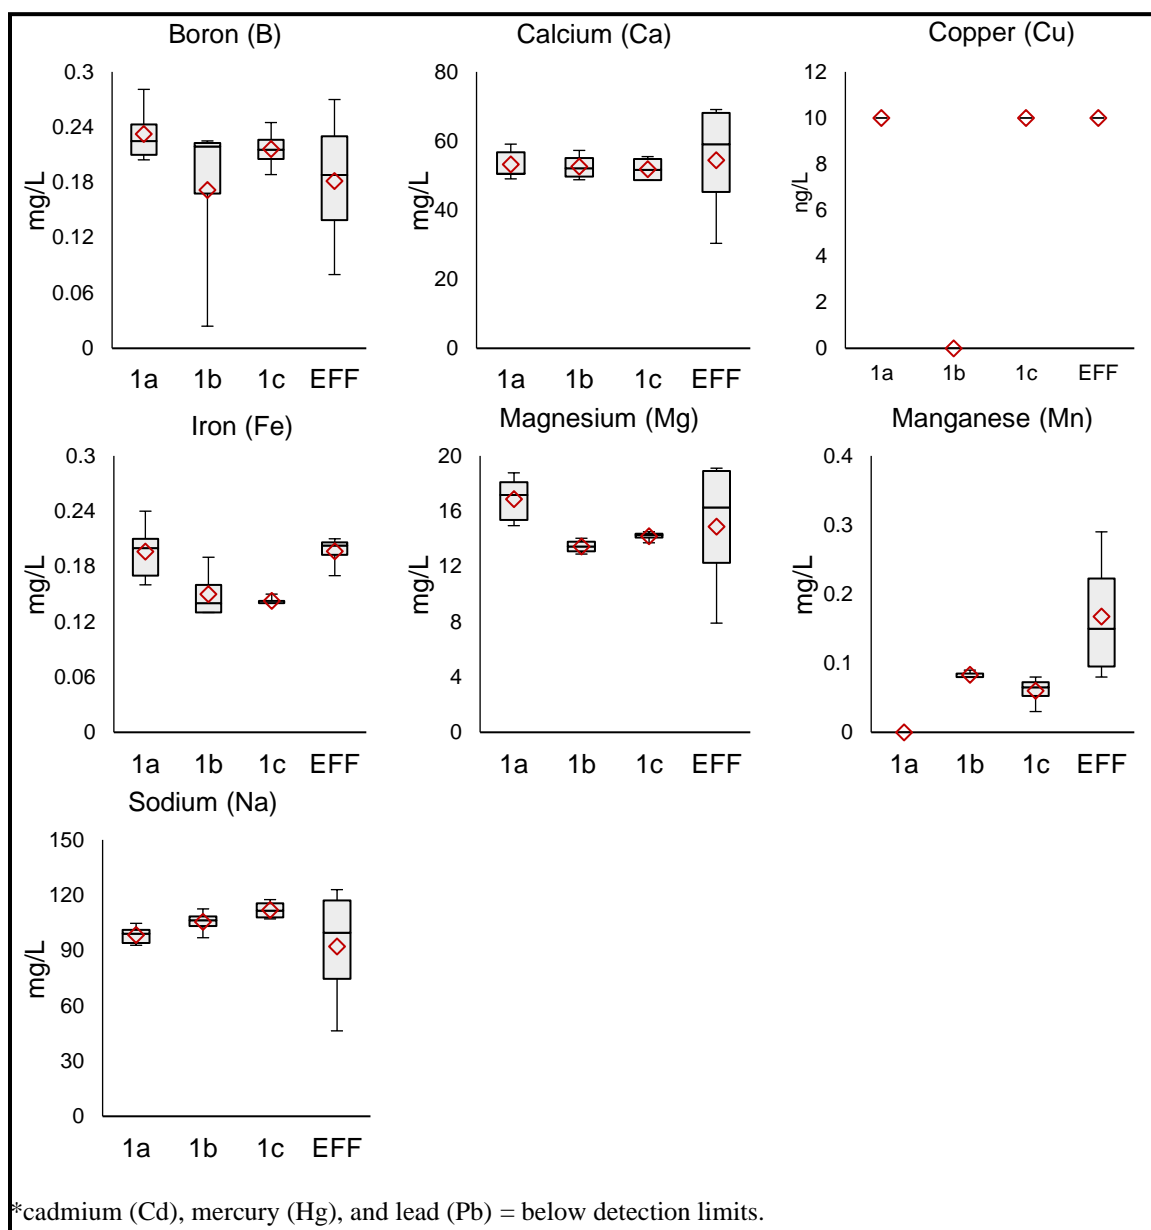 Boron (B)
mg/L
0.3
0.24
0.18
0.12
0.06
0
1a 1b 1c EFF
Calcium (Ca)
mg/L
80
60
40
20
0
1a 1b 1c EFF
Copper (Cu)
ng/L
12
10
8
6
4
2
0
1a 1b 1c EFF
Iron (Fe)
mg/L
0.3
0.24
0.18
0.12
0.06
0
1a 1b 1c EFF
Magnesium (Mg)
mg/L
20
16
12
8
4
0
1a 1b 1c EFF
Manganese (Mn)
mg/L
0.4
0.3
0.2
0.1
0
1a 1b 1c EFF
Sodium (Na)
mg/L
150
120
90
60
30
0
1a 1b 1c EFF
*cadmium (Cd), mercury (Hg), and lead (Pb) = below detection limits.